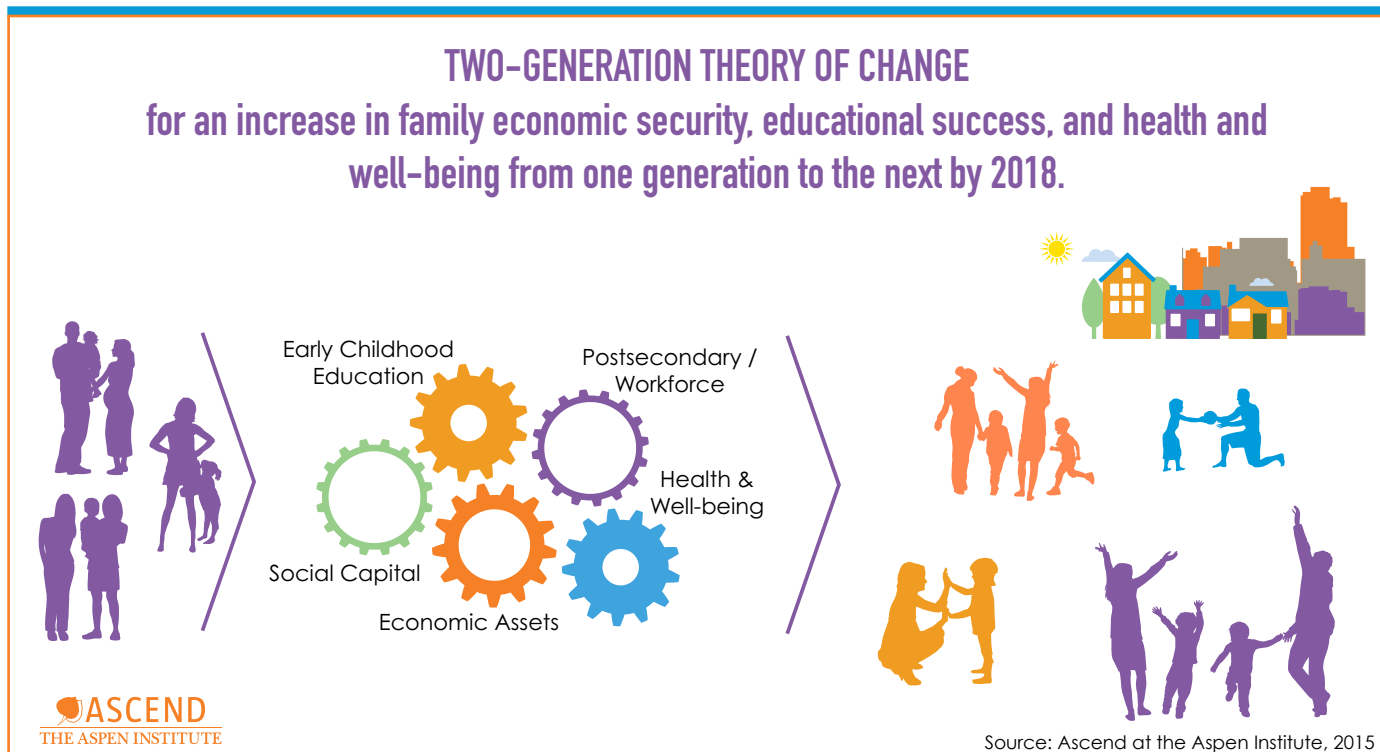 TWO-GENERATION THEORY OF CHANGE
for an increase in family economic security, educational success, and health and
well-being from one generation to the next by 2018.
Early Childhood
Education
Postsecondary /
Workforce
Health &
Well-being
Social Capital
Economic Assets
ASCEND
THE ASPEN INSTITUTE
Source: Ascend at the Aspen Institute, 2015